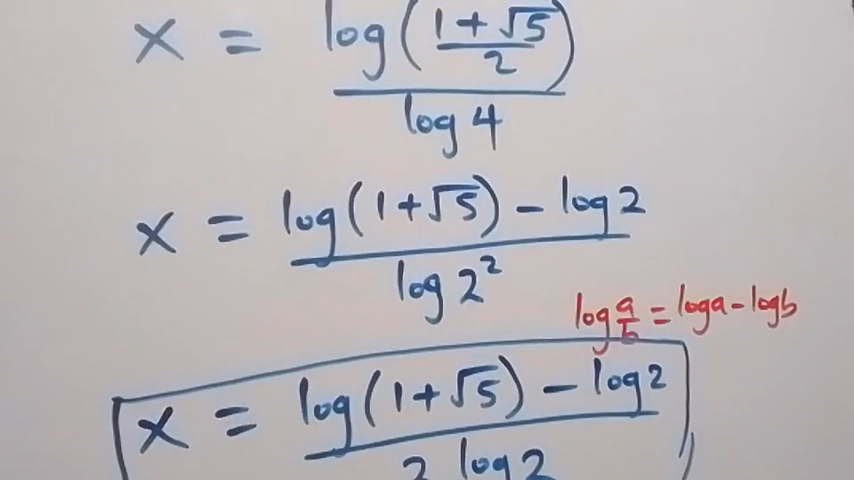 x = log((1 + √5)/2) / log 4
x = (log(1 + √5) − log 2) / log 2²
log a/b = log a − log b
x = (log(1 + √5) − log 2) / 2 log 2